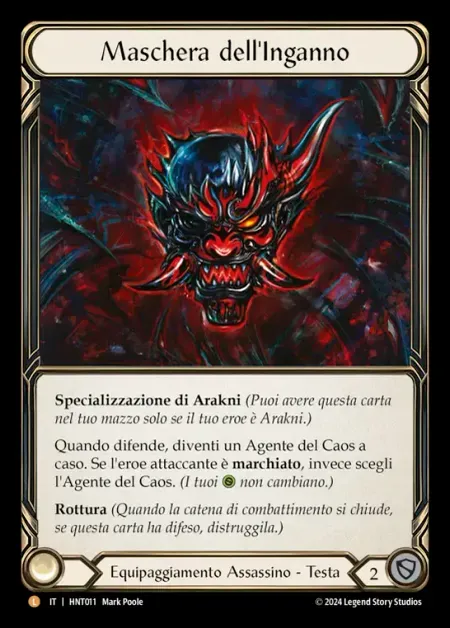 Maschera dell'Inganno
Specializzazione di Arakni (Puoi avere questa carta
nel tuo mazzo solo se il tuo eroe è Arakni.)
Quando difende, diventi un Agente del Caos a
caso. Se l'eroe attaccante è marchiato, invece scegli
l'Agente del Caos. (I tuoi non cambiano.)
Rottura (Quando la catena di combattimento si chiude,
se questa carta ha difeso, distruggila.)
Equipaggiamento Assassino - Testa
2
L IT | HNT011 Mark Poole
© 2024 Legend Story Studios